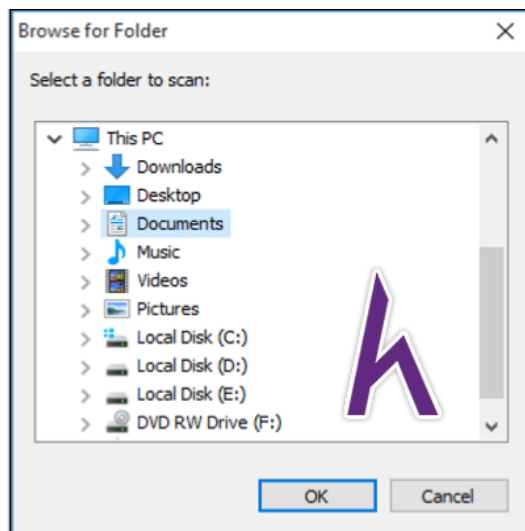 Browse for Folder
Select a folder to scan:
This PC
Downloads
Desktop
Documents
Music
Videos
Pictures
Local Disk (C:)
Local Disk (D:)
Local Disk (E:)
DVD RW Drive (F:)
OK Cancel